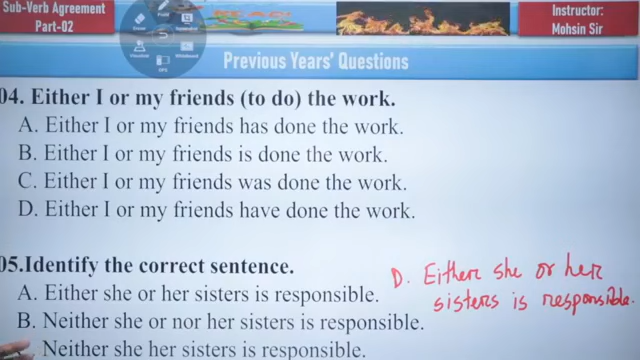 Sub-Verb Agreement
Part-02
Instructor:
Mohsin Sir
Previous Years' Questions
04. Either I or my friends (to do) the work.
A. Either I or my friends has done the work.
B. Either I or my friends is done the work.
C. Either I or my friends was done the work.
D. Either I or my friends have done the work.
05.Identify the correct sentence.
A. Either she or her sisters is responsible.
B. Neither she or nor her sisters is responsible.
Neither she her sisters is responsible.
D. Either she or her
sisters is responsible.